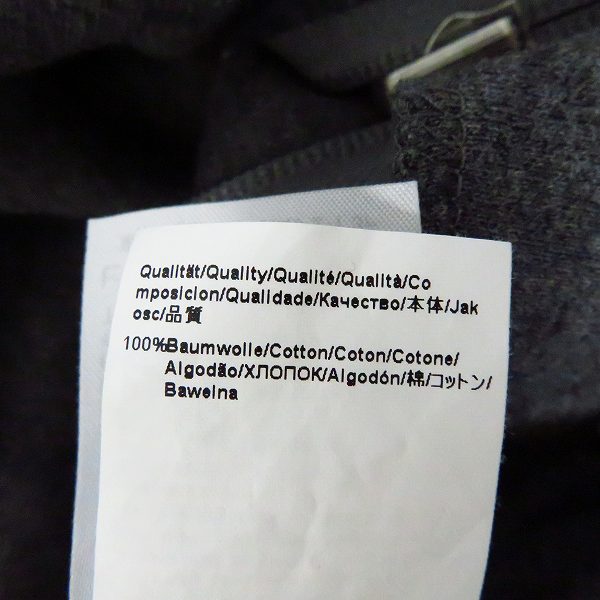 Qualität/Quality/Qualité/Qualità/Co
mposicion/Qualidade/Качество/本体/Jak
osc/品質
100%Baumwolle/Cotton/Coton/Cotone/
Algodão/ХЛОПОК/Algodón/棉/コットン/
Bawelna